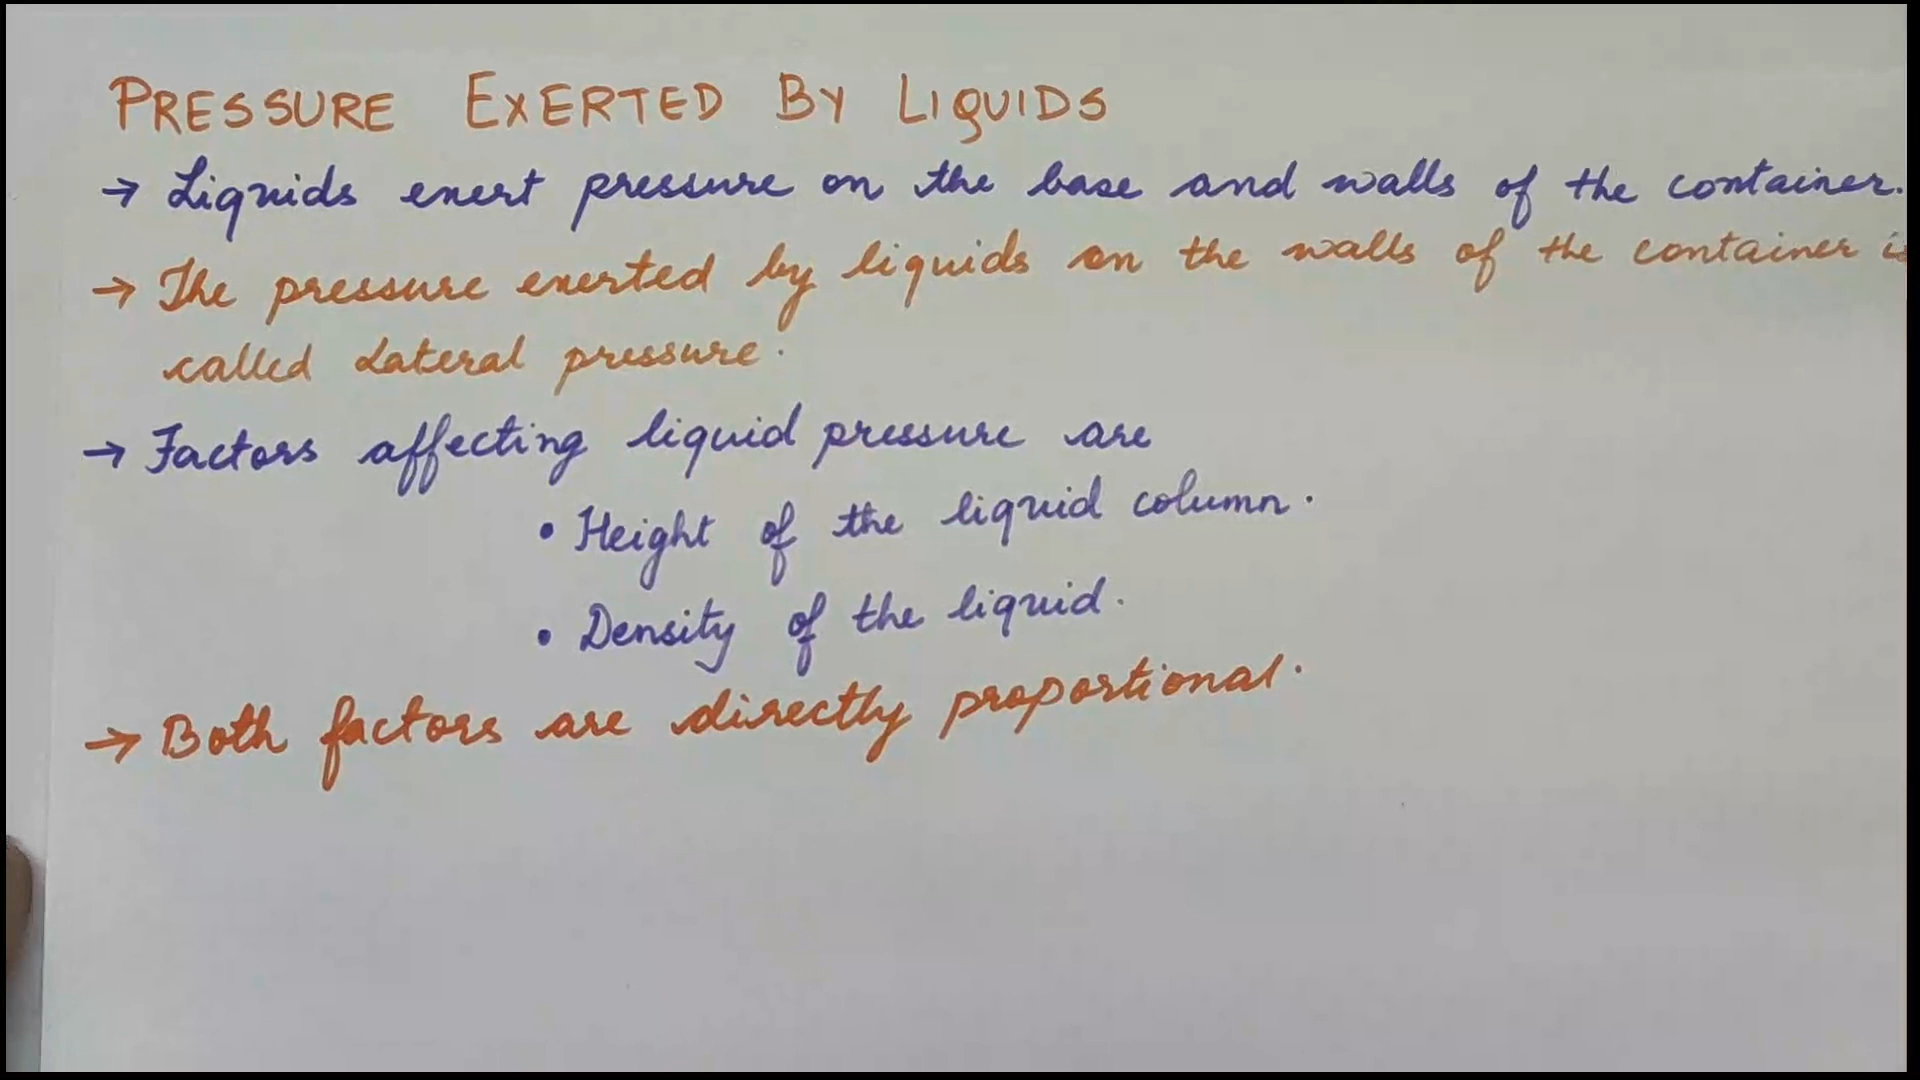 PRESSURE EXERTED BY LIQUIDS
→ Liquids exert pressure on the base and walls of the container.
→ The pressure exerted by liquids on the walls of the container is
called Lateral pressure.
→ Factors affecting liquid pressure are
• Height of the liquid column.
• Density of the liquid.
→ Both factors are directly proportional.